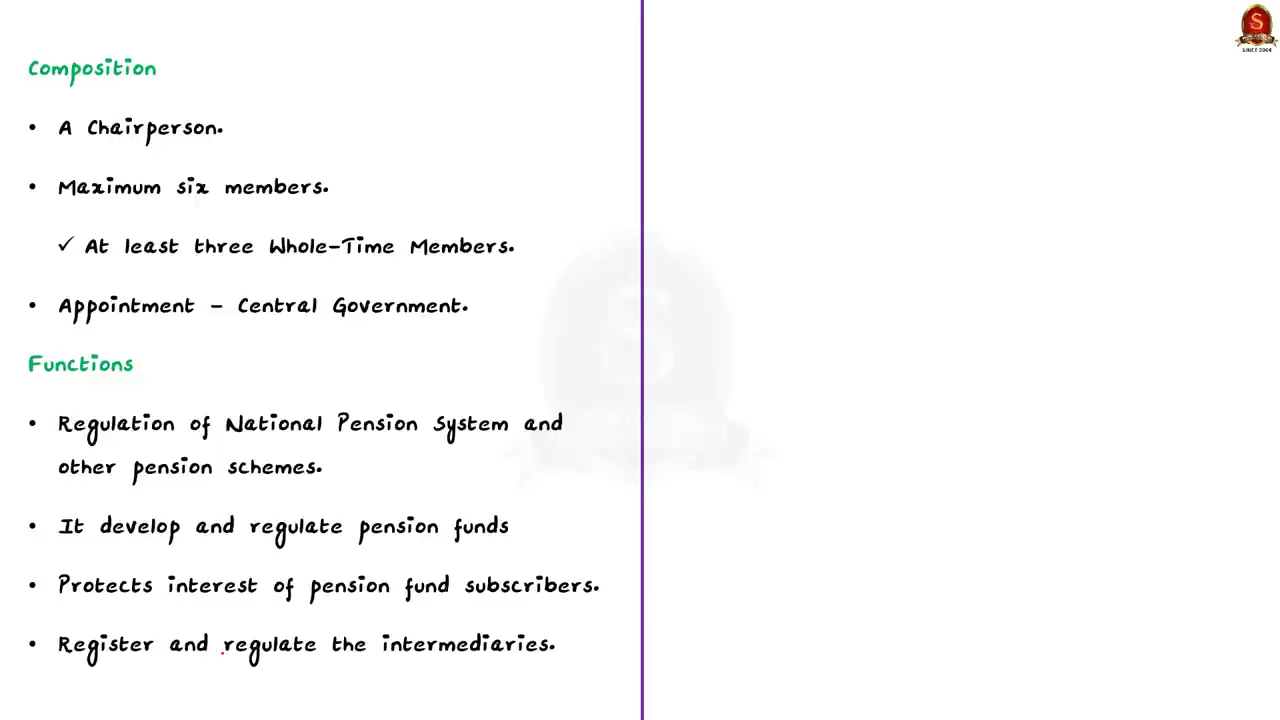 Composition
• A Chairperson.
• Maximum six members.
✓ At least three Whole-Time Members.
• Appointment - Central Government.
Functions
• Regulation of National Pension System and
other pension schemes.
• It develop and regulate pension funds
• Protects interest of pension fund subscribers.
• Register and regulate the intermediaries.
S
SINCE 2004